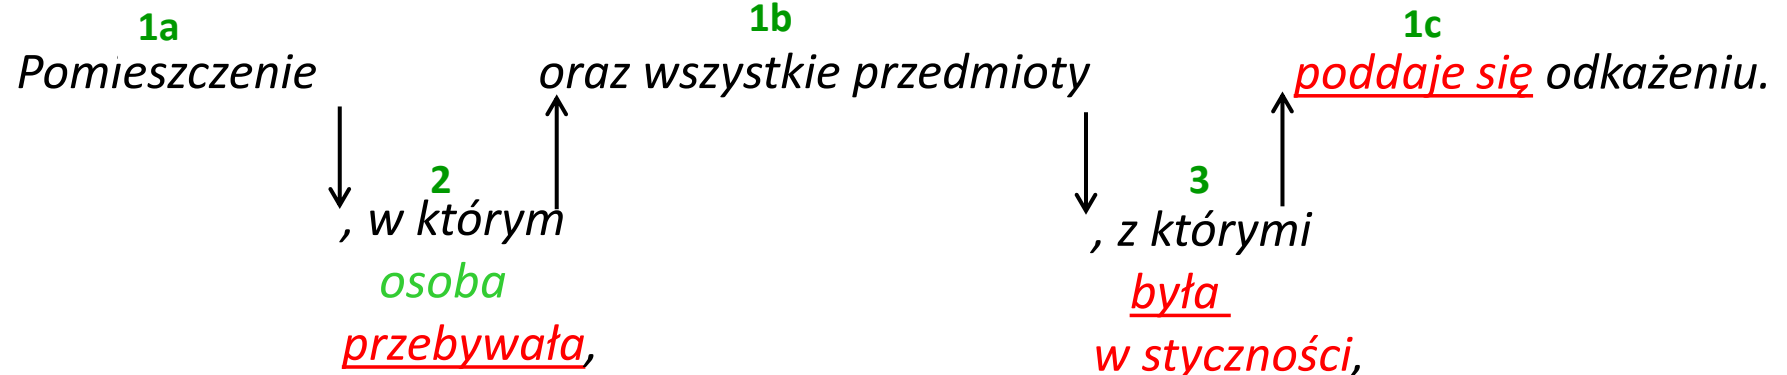 1a 1b 1c
Pomieszczenie oraz wszystkie przedmioty poddaje się odkażeniu.
2 3
, w którym , z którymi
osoba była
przebywała, w styczności,